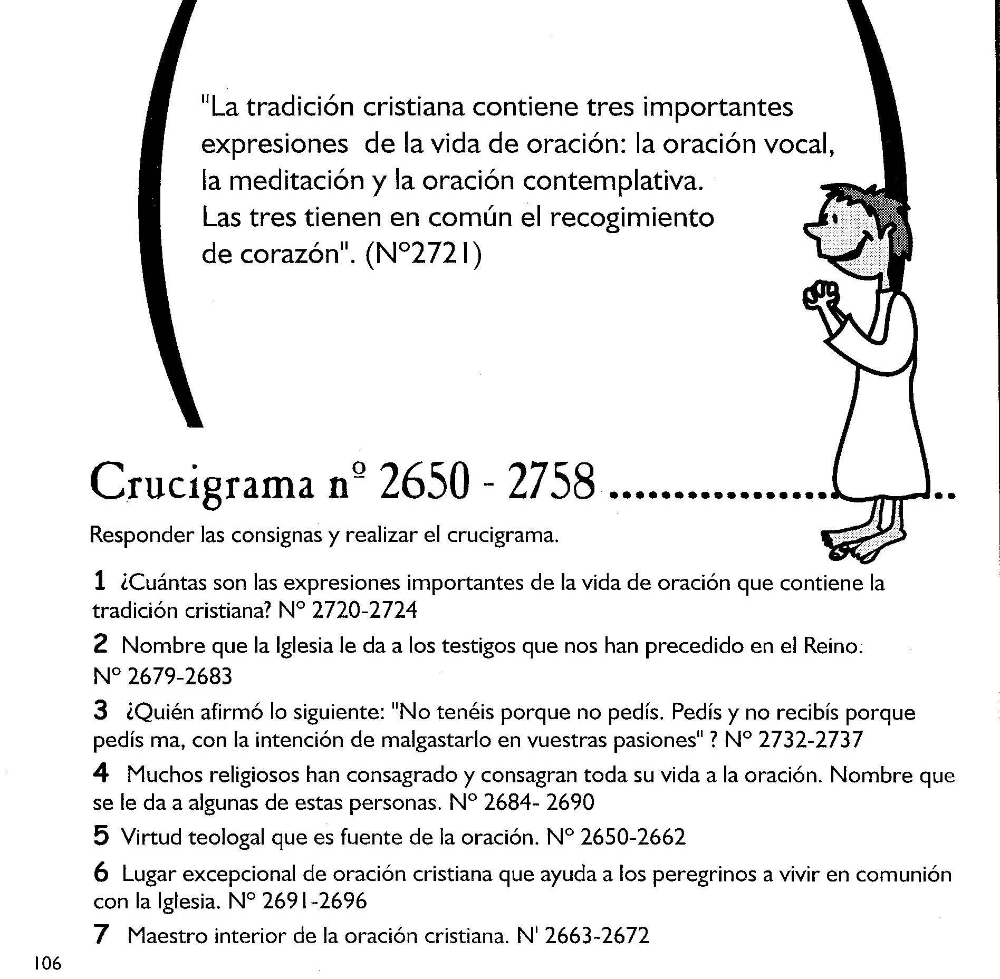 "La tradición cristiana contiene tres importantes
expresiones de la vida de oración: la oración vocal,
la meditación y la oración contemplativa.
Las tres tienen en común el recogimiento
de corazón". (Nº2721)
Crucigrama nº 2650 - 2758
Responder las consignas y realizar el crucigrama.
1 ¿Cuántas son las expresiones importantes de la vida de oración que contiene la
tradición cristiana? Nº 2720-2724
2 Nombre que la Iglesia le da a los testigos que nos han precedido en el Reino.
Nº 2679-2683
3 ¿Quién afirmó lo siguiente: "No tenéis porque no pedís. Pedís y no recibís porque
pedís ma, con la intención de malgastarlo en vuestras pasiones" ? Nº 2732-2737
4 Muchos religiosos han consagrado y consagran toda su vida a la oración. Nombre que
se le da a algunas de estas personas. Nº 2684- 2690
5 Virtud teologal que es fuente de la oración. Nº 2650-2662
6 Lugar excepcional de oración cristiana que ayuda a los peregrinos a vivir en comunión
con la Iglesia. Nº 2691-2696
7 Maestro interior de la oración cristiana. N' 2663-2672
106